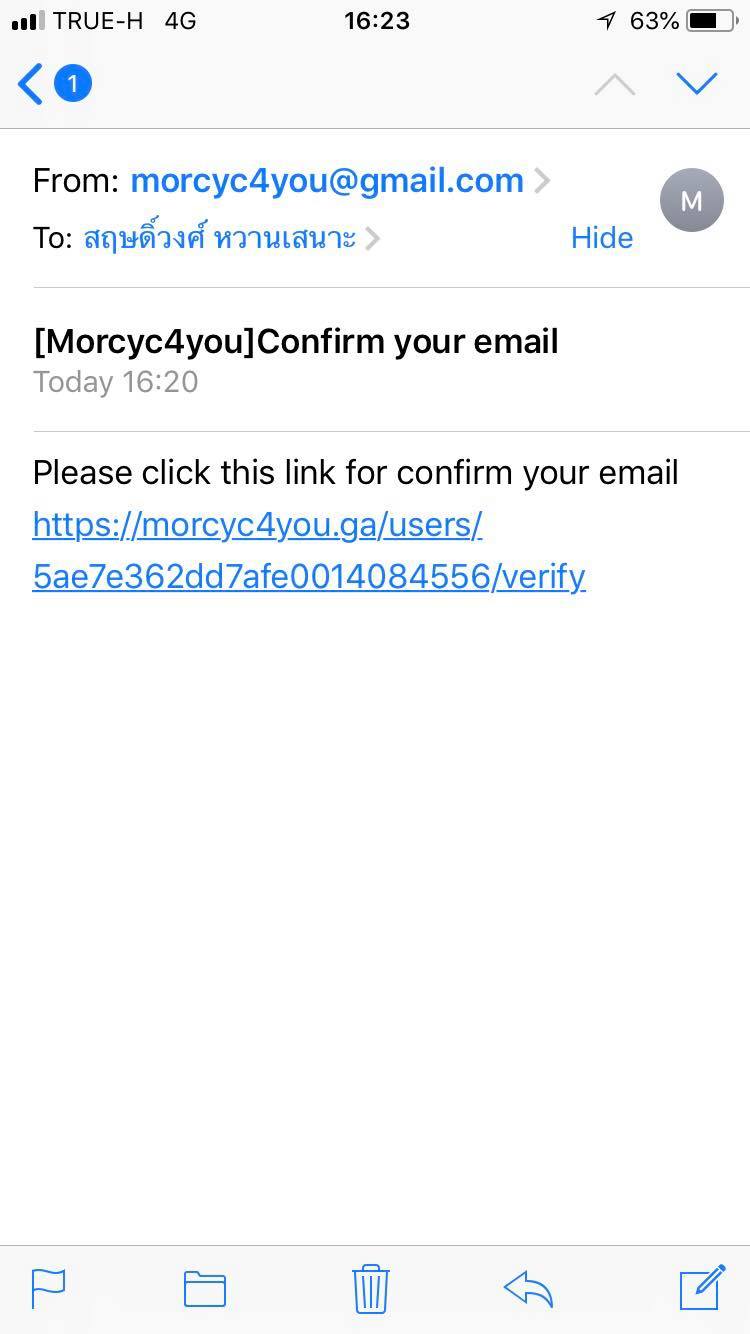 TRUE-H 4G 16:23 63%
1
From: morcyc4you@gmail.com
M
To: สฤษดิ์วงศ์ หวานเสนาะ Hide
[Morcyc4you]Confirm your email
Today 16:20
Please click this link for confirm your email
https://morcyc4you.ga/users/
5ae7e362dd7afe0014084556/verify